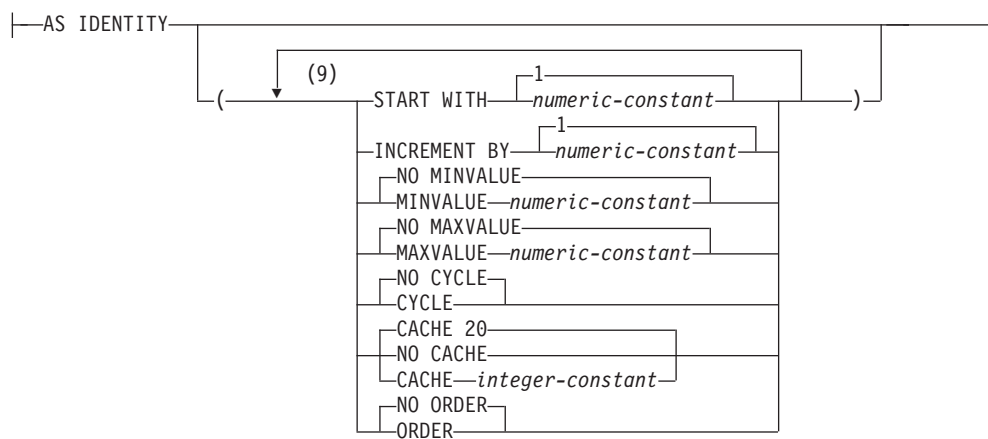 AS IDENTITY
(9)
1
( START WITH numeric-constant )
1
INCREMENT BY numeric-constant
NO MINVALUE
MINVALUE numeric-constant
NO MAXVALUE
MAXVALUE numeric-constant
NO CYCLE
CYCLE
CACHE 20
NO CACHE
CACHE integer-constant
NO ORDER
ORDER